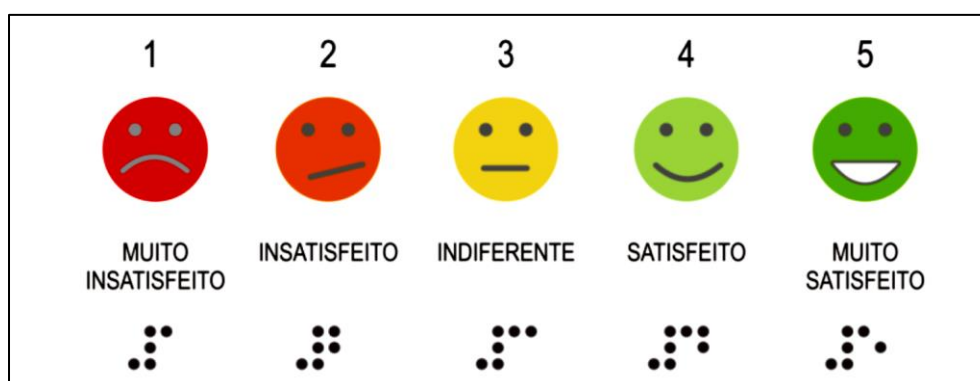 1 2 3 4 5
MUITO INSATISFEITO
INSATISFEITO
INDIFERENTE
SATISFEITO
MUITO SATISFEITO
⠼⠁ ⠼⠃ ⠼⠉ ⠼⠙ ⠼⠑